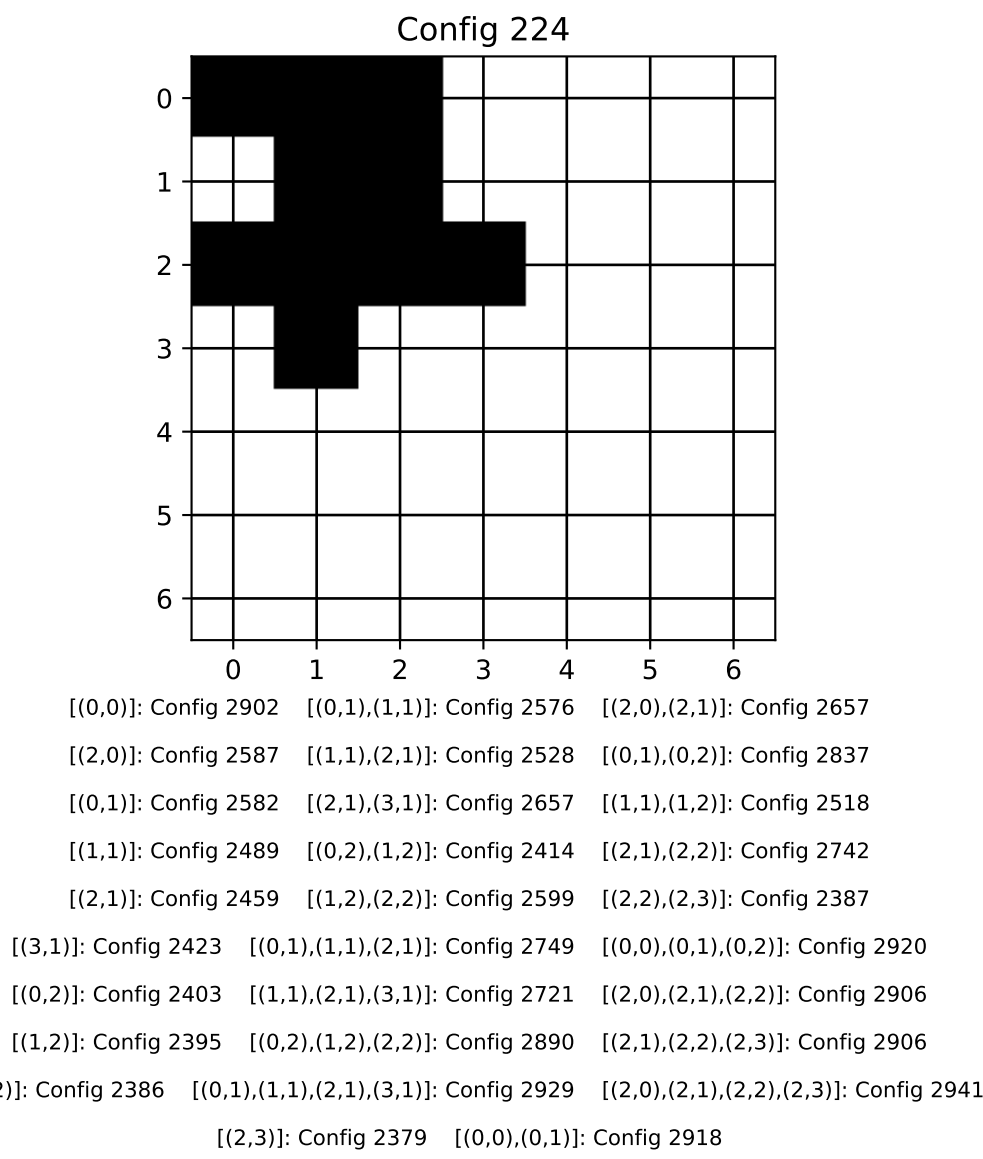 Config 224
0
1
2
3
4
5
6
0 1 2 3 4 5 6
[(0,0)]: Config 2902 [(0,1),(1,1)]: Config 2576 [(2,0),(2,1)]: Config 2657
[(2,0)]: Config 2587 [(1,1),(2,1)]: Config 2528 [(0,1),(0,2)]: Config 2837
[(0,1)]: Config 2582 [(2,1),(3,1)]: Config 2657 [(1,1),(1,2)]: Config 2518
[(1,1)]: Config 2489 [(0,2),(1,2)]: Config 2414 [(2,1),(2,2)]: Config 2742
[(2,1)]: Config 2459 [(1,2),(2,2)]: Config 2599 [(2,2),(2,3)]: Config 2387
[(3,1)]: Config 2423 [(0,1),(1,1),(2,1)]: Config 2749 [(0,0),(0,1),(0,2)]: Config 2920
[(0,2)]: Config 2403 [(1,1),(2,1),(3,1)]: Config 2721 [(2,0),(2,1),(2,2)]: Config 2906
[(1,2)]: Config 2395 [(0,2),(1,2),(2,2)]: Config 2890 [(2,1),(2,2),(2,3)]: Config 2906
)]: Config 2386 [(0,1),(1,1),(2,1),(3,1)]: Config 2929 [(2,0),(2,1),(2,2),(2,3)]: Config 2941
[(2,3)]: Config 2379 [(0,0),(0,1)]: Config 2918